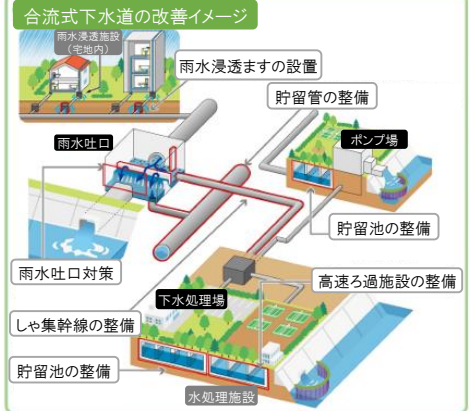 合流式下水道の改善イメージ
雨水浸透施設
(宅地内)
雨水浸透ますの設置
貯留管の整備
雨水吐口
ポンプ場
貯留池の整備
雨水吐口対策
高速ろ過施設の整備
下水処理場
しゃ集幹線の整備
貯留池の整備
水処理施設